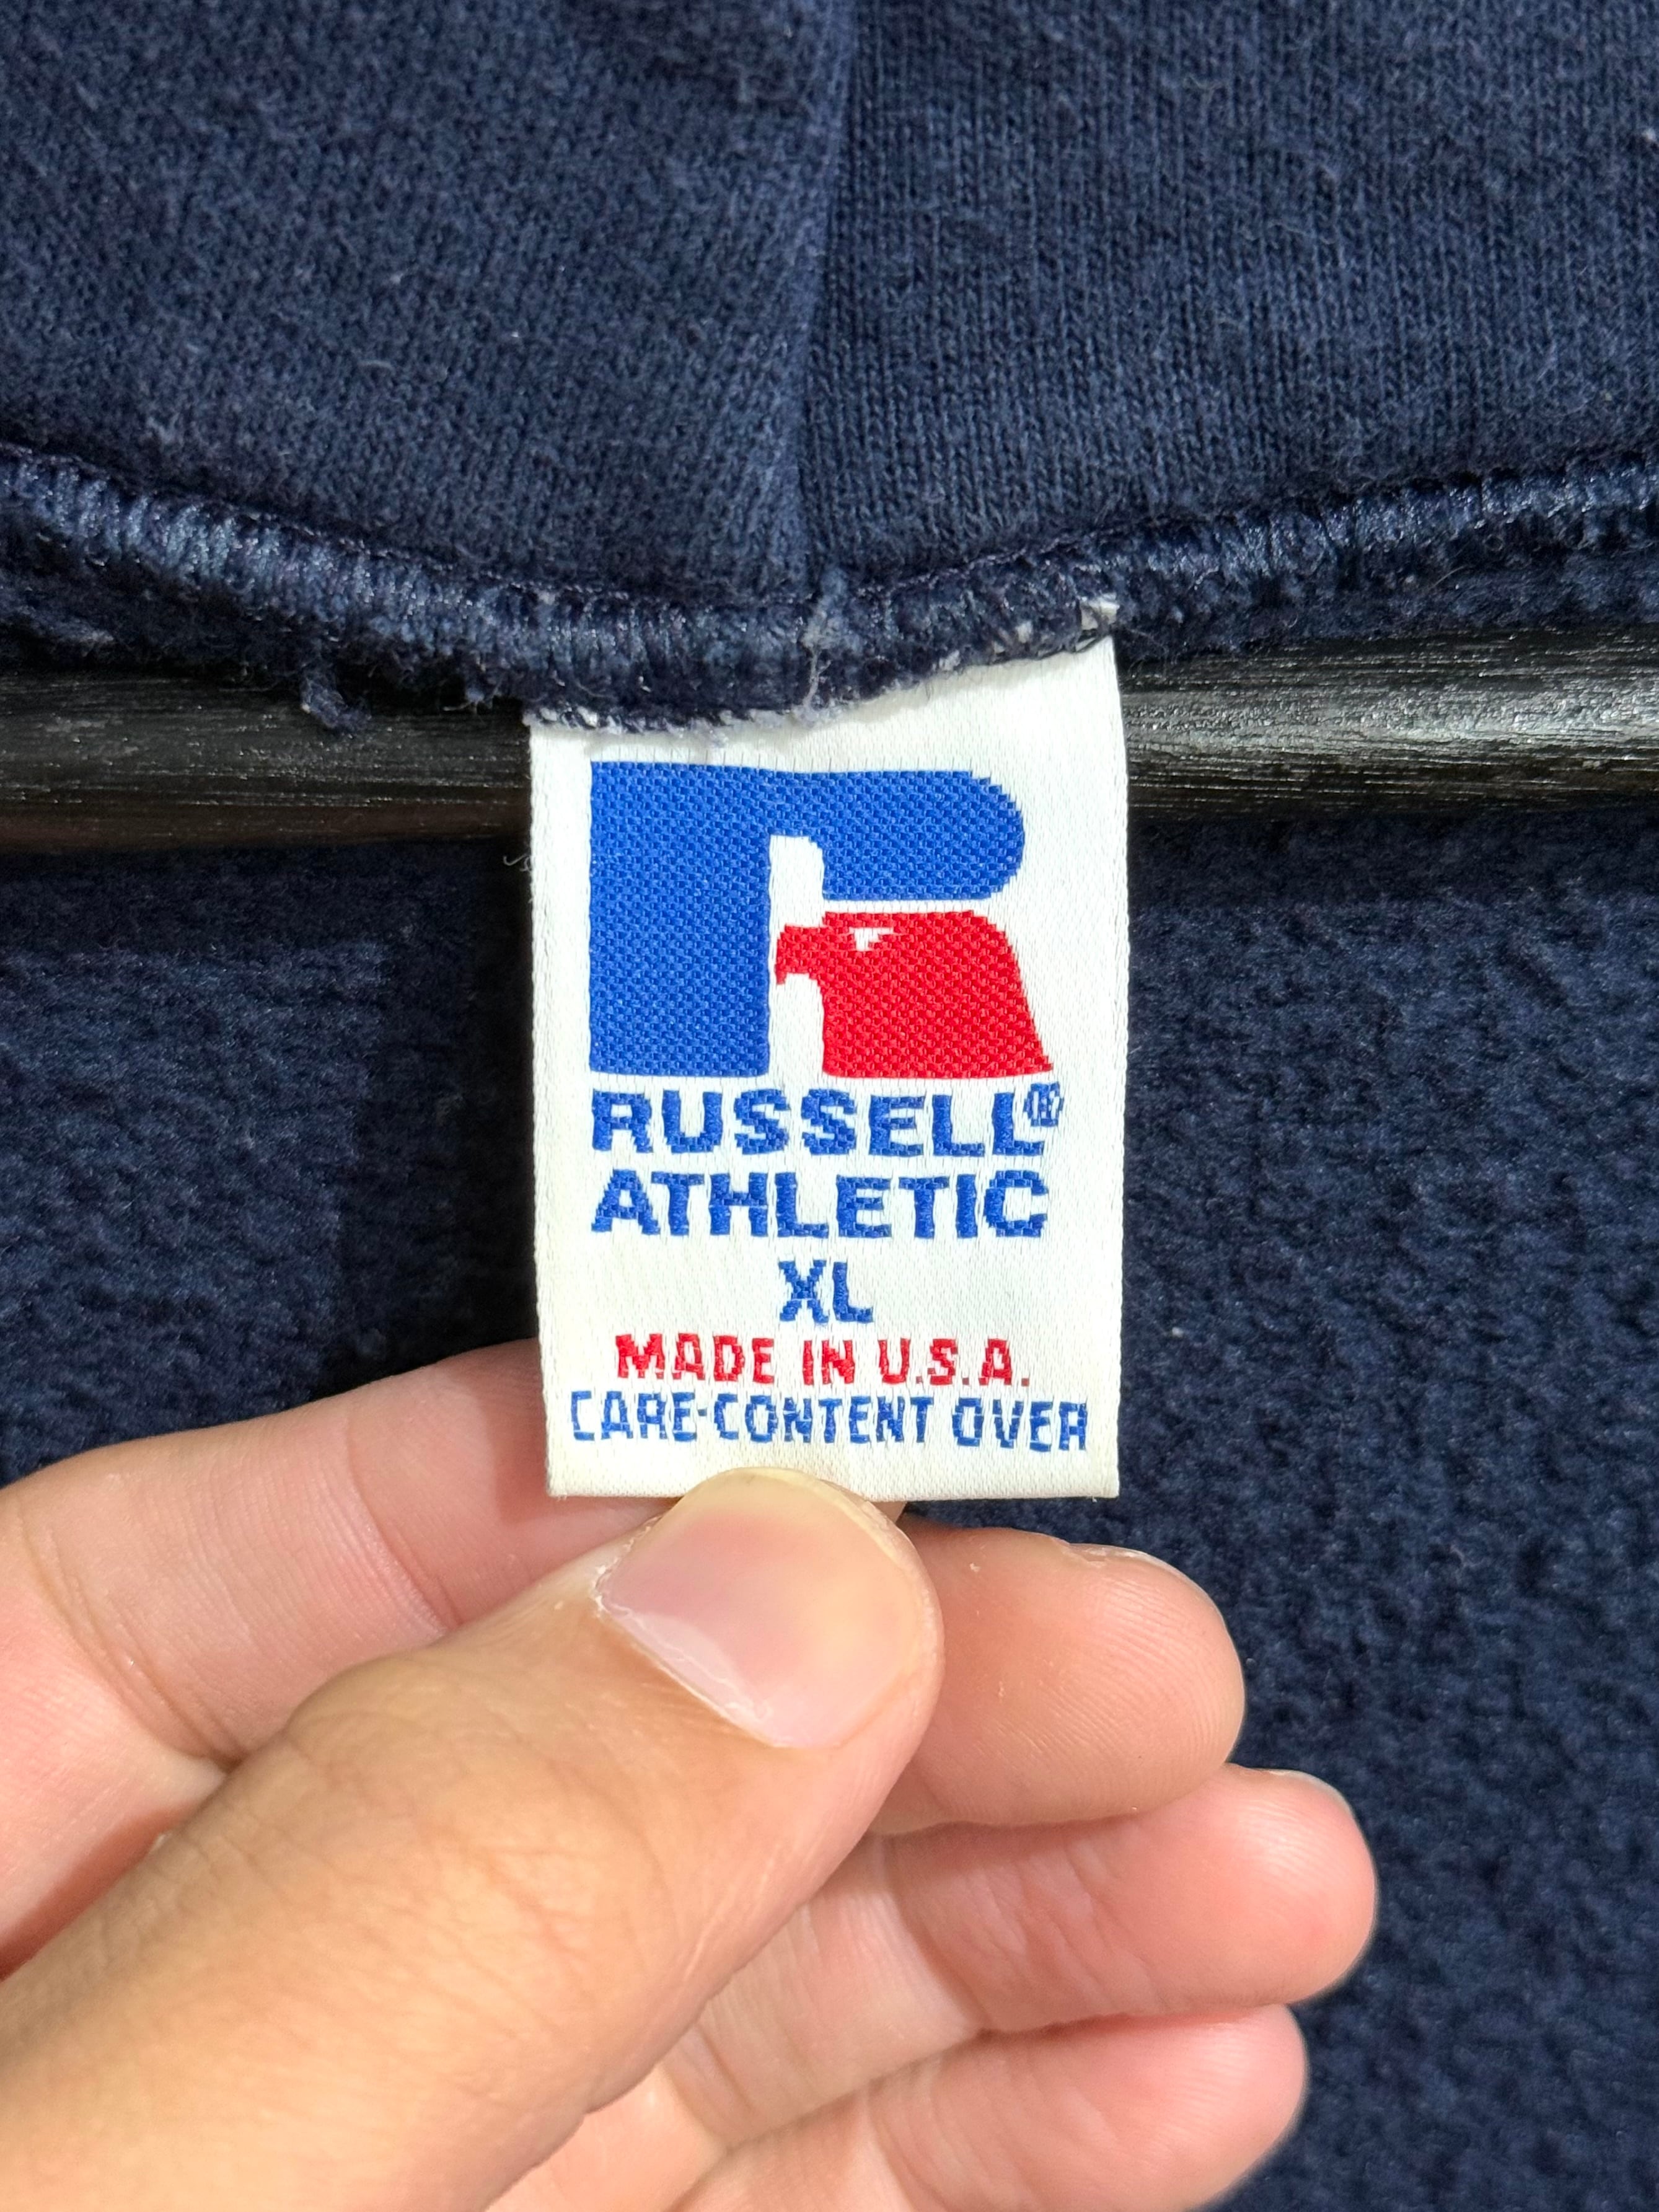 RUSSELL®
ATHLETIC
XL
MADE IN U.S.A.
CARE-CONTENT OVER